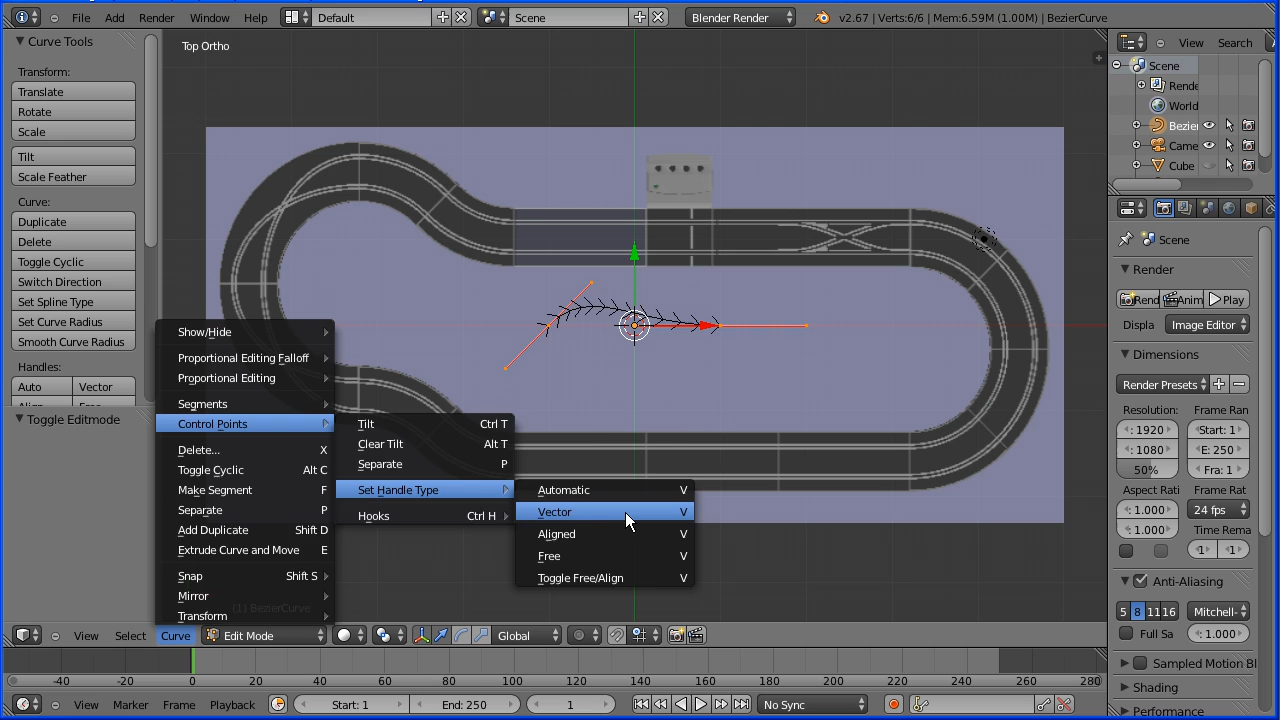 File Add Render Window Help Default Scene Blender Render v2.67 | Verts:6/6 | Mem:6.59M (1.00M) | BezierCurve
Curve Tools
Transform:
Translate
Rotate
Scale
Tilt
Scale Feather
Curve:
Duplicate
Delete
Toggle Cyclic
Switch Direction
Set Spline Type
Set Curve Radius
Smooth Curve Radius
Handles:
Auto Vector
Toggle Editmode
Top Ortho
Show/Hide
Proportional Editing Falloff
Proportional Editing
Segments
Control Points
Delete... X
Toggle Cyclic Alt C
Make Segment F
Separate P
Add Duplicate Shift D
Extrude Curve and Move E
Snap Shift S
Mirror
(1) BezierCurve
Transform
Tilt Ctrl T
Clear Tilt Alt T
Separate P
Set Handle Type
Hooks Ctrl H
Automatic V
Vector V
Aligned V
Free V
Toggle Free/Align V
View Select Curve Edit Mode Global
-40 -20 0 20 40 60 80 100 120 140 160 180 200 220 240 260 280
View Marker Frame Playback Start: 1 End: 250 1 No Sync
View Search
Scene
Rende
World
Bezier
Came
Cube
Scene
Render
Rend Anim Play
Displa Image Editor
Dimensions
Render Presets
Resolution: Frame Ran
1920 Start: 1
1080 E: 250
50% Fra: 1
Aspect Rati Frame Rat
1.000 24 fps
1.000 Time Rema
1 1
Anti-Aliasing
5 8 11 16 Mitchell-
Full Sa 1.000
Sampled Motion Bl
Shading
Performance